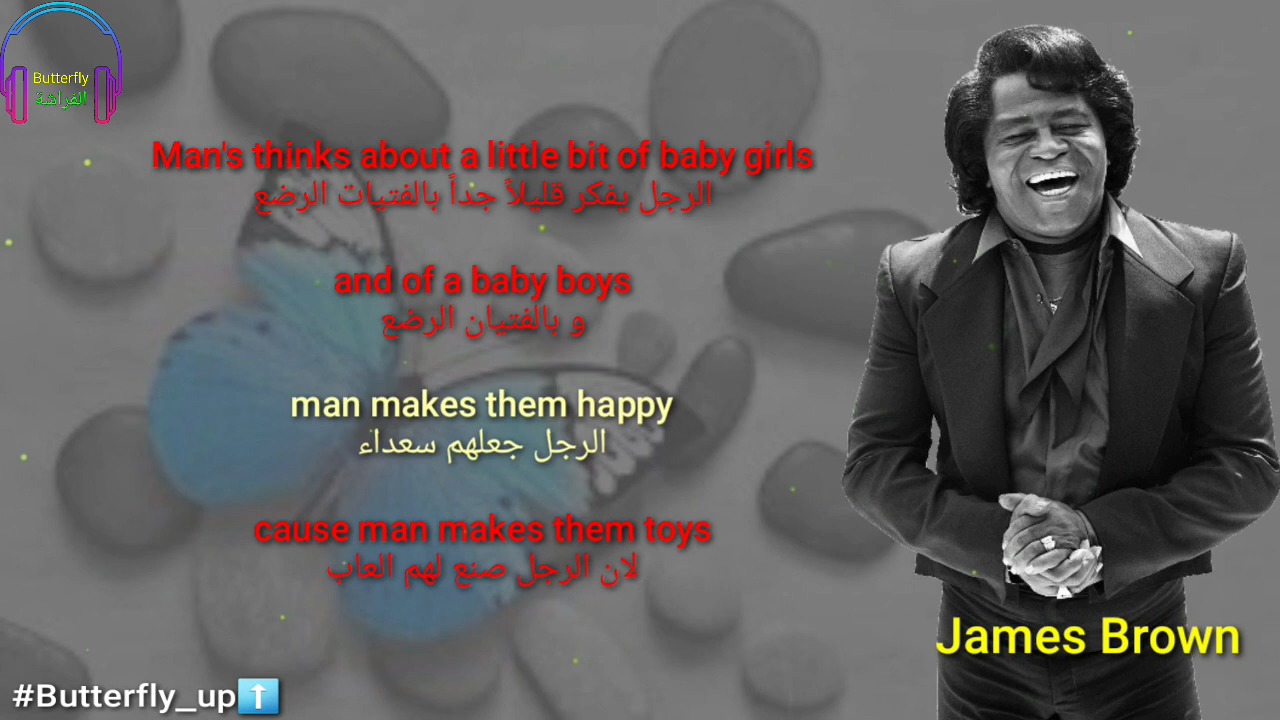 Butterfly
الفراشة
Man's thinks about a little bit of baby girls
الرجل يفكر قليلاً جداً بالفتيات الرضع
and of a baby boys
و بالفتيان الرضع
man makes them happy
الرجل جعلهم سعداء
cause man makes them toys
لان الرجل صنع لهم العاب
James Brown
#Butterfly_up⬆